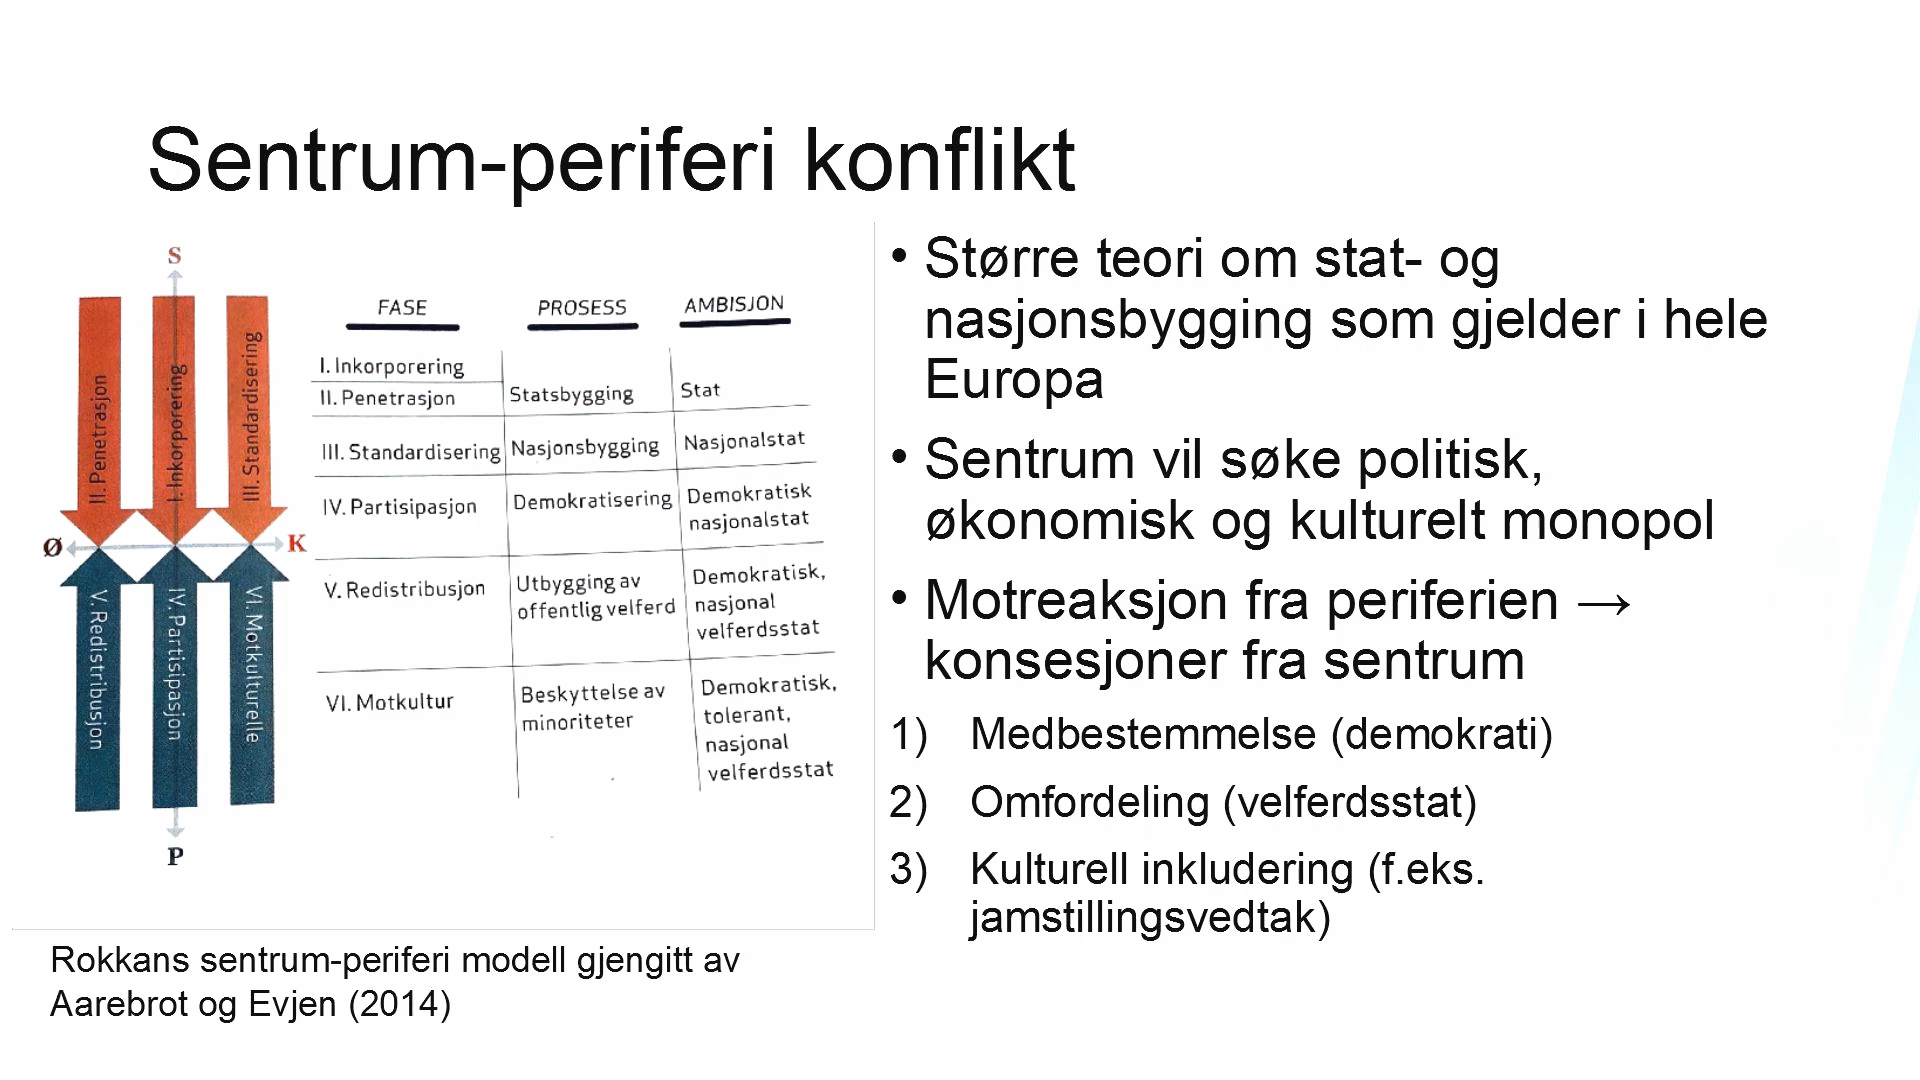 Sentrum-periferi konflikt
S
II. Penetrasjon
I. Inkorporering
III. Standardisering
Ø
K
V. Redistribusjon
IV. Partisipasjon
VI. Motkulturelle
P
FASE PROSESS AMBISJON
I. Inkorporering
II. Penetrasjon Statsbygging Stat
III. Standardisering Nasjonsbygging Nasjonalstat
IV. Partisipasjon Demokratisering Demokratisk
nasjonalstat
V. Redistribusjon Utbygging av Demokratisk,
offentlig velferd nasjonal
velferdsstat
VI. Motkultur Beskyttelse av Demokratisk,
minoriteter tolerant,
nasjonal
velferdsstat
Rokkans sentrum-periferi modell gjengitt av
Aarebrot og Evjen (2014)
• Større teori om stat- og
nasjonsbygging som gjelder i hele
Europa
• Sentrum vil søke politisk,
økonomisk og kulturelt monopol
• Motreaksjon fra periferien →
konsesjoner fra sentrum
1) Medbestemmelse (demokrati)
2) Omfordeling (velferdsstat)
3) Kulturell inkludering (f.eks.
jamstillingsvedtak)